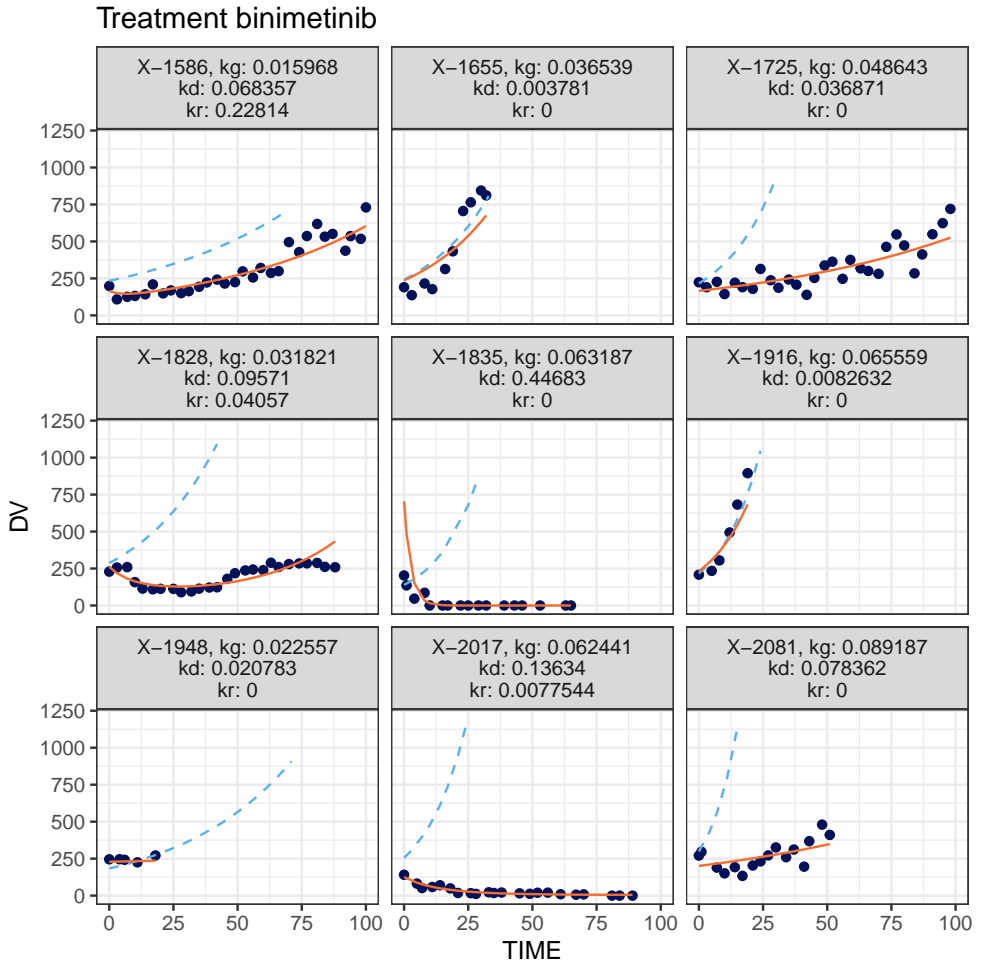 Treatment binimetinib
X−1586, kg: 0.015968
kd: 0.068357
kr: 0.22814
X−1655, kg: 0.036539
kd: 0.003781
kr: 0
X−1725, kg: 0.048643
kd: 0.036871
kr: 0
1250
1000
750
500
250
0
X−1828, kg: 0.031821
kd: 0.09571
kr: 0.04057
X−1835, kg: 0.063187
kd: 0.44683
kr: 0
X−1916, kg: 0.065559
kd: 0.0082632
kr: 0
1250
1000
750
500
250
0
DV
X−1948, kg: 0.022557
kd: 0.020783
kr: 0
X−2017, kg: 0.062441
kd: 0.13634
kr: 0.0077544
X−2081, kg: 0.089187
kd: 0.078362
kr: 0
1250
1000
750
500
250
0
0 25 50 75 100 0 25 50 75 100 0 25 50 75 100
TIME